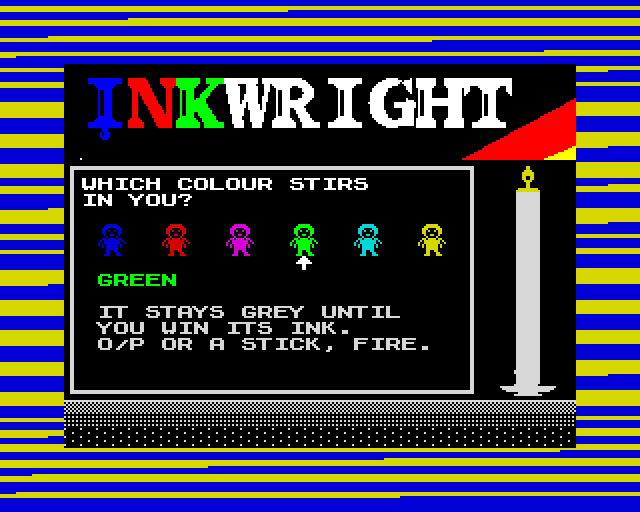 INKWRIGHT
WHICH COLOUR STIRS
IN YOU?
GREEN
IT STAYS GREY UNTIL
YOU WIN ITS INK.
O/P OR A STICK, FIRE.